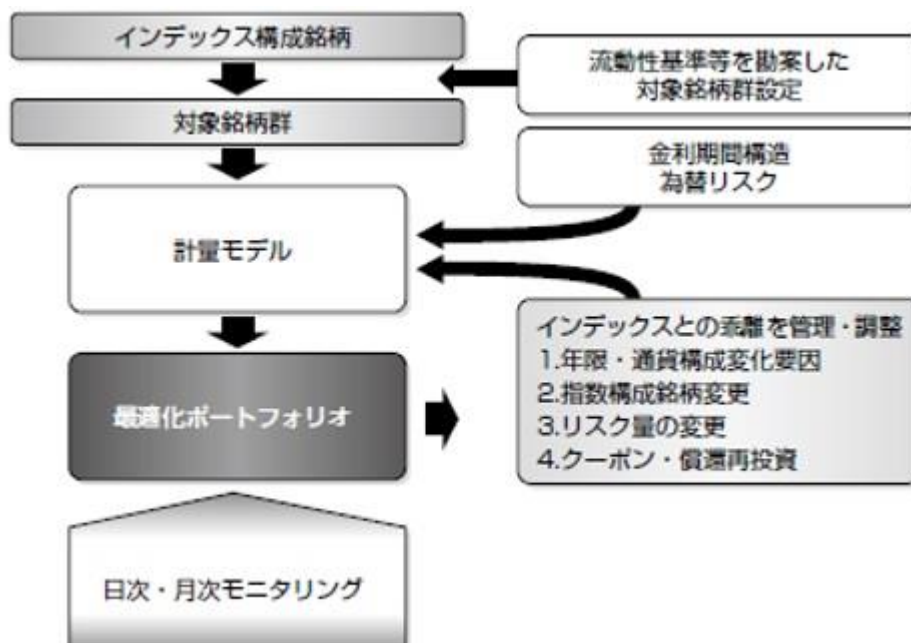 インデックス構成銘柄
流動性基準等を勘案した
対象銘柄群設定
対象銘柄群
金利期間構造
為替リスク
計量モデル
インデックスとの乖離を管理・調整
1.年限・通貨構成変化要因
2.指数構成銘柄変更
3.リスク量の変更
4.クーポン・償還再投資
最適化ポートフォリオ
日次・月次モニタリング